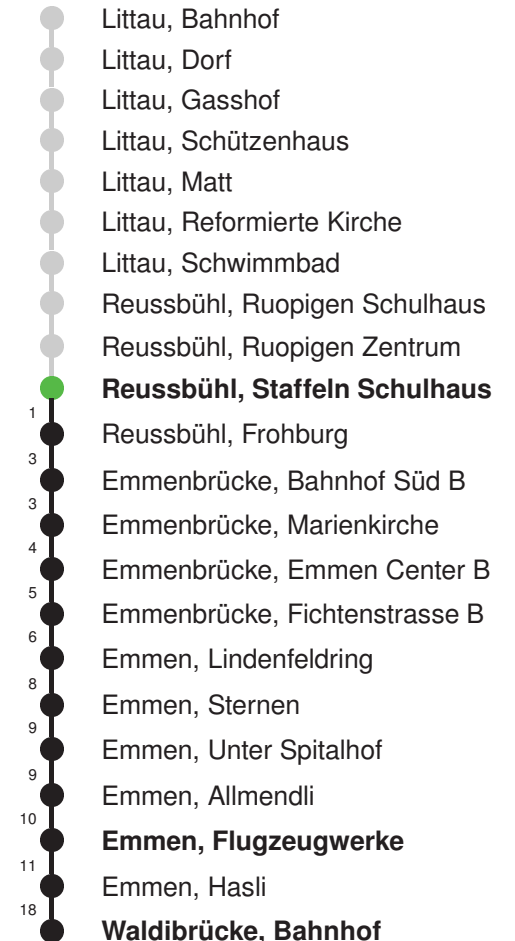 Littau, Bahnhof
Littau, Dorf
Littau, Gasshof
Littau, Schützenhaus
Littau, Matt
Littau, Reformierte Kirche
Littau, Schwimmbad
Reussbühl, Ruopigen Schulhaus
Reussbühl, Ruopigen Zentrum
Reussbühl, Staffeln Schulhaus
1 Reussbühl, Frohburg
3 Emmenbrücke, Bahnhof Süd B
3 Emmenbrücke, Marienkirche
4 Emmenbrücke, Emmen Center B
5 Emmenbrücke, Fichtenstrasse B
6 Emmen, Lindenfeldring
8 Emmen, Sternen
9 Emmen, Unter Spitalhof
9 Emmen, Allmendli
10 Emmen, Flugzeugwerke
11 Emmen, Hasli
18 Waldibrücke, Bahnhof